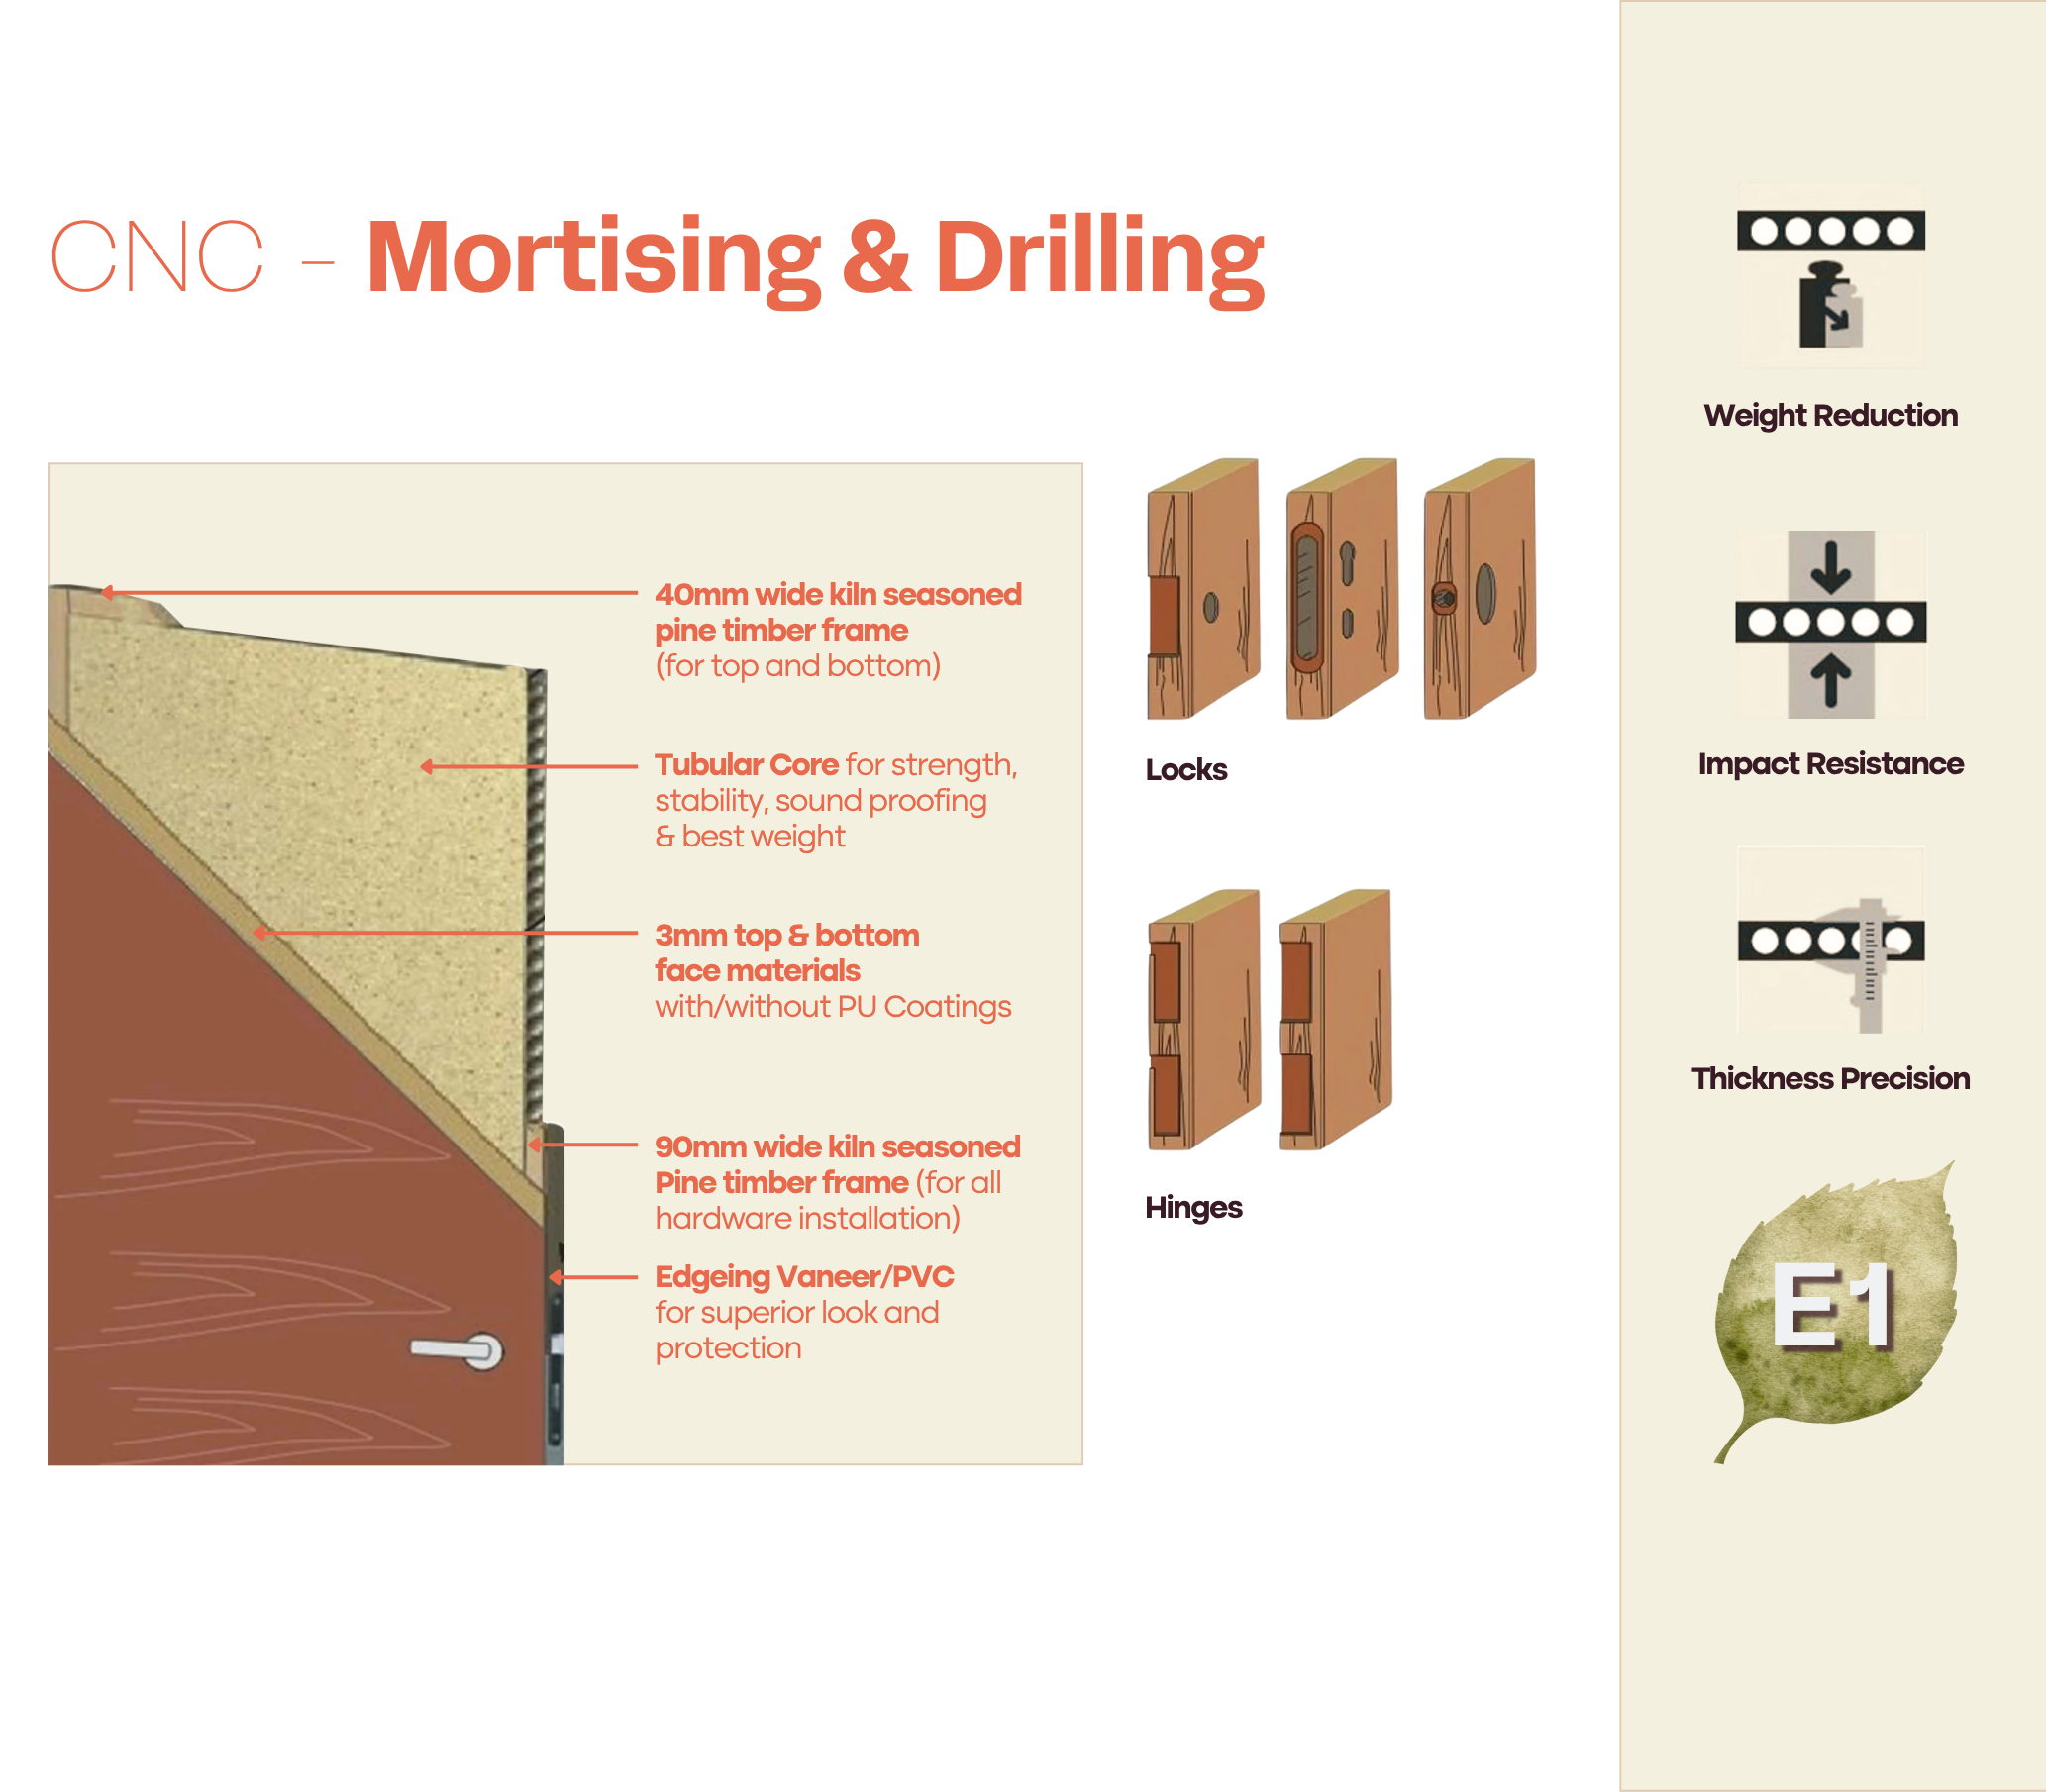 CNC - Mortising & Drilling
40mm wide kiln seasoned
pine timber frame
(for top and bottom)
Tubular Core for strength,
stability, sound proofing
& best weight
3mm top & bottom
face materials
with/without PU Coatings
90mm wide kiln seasoned
Pine timber frame (for all
hardware installation)
Edgeing Vaneer/PVC
for superior look and
protection
Locks
Hinges
Weight Reduction
Impact Resistance
Thickness Precision
E1